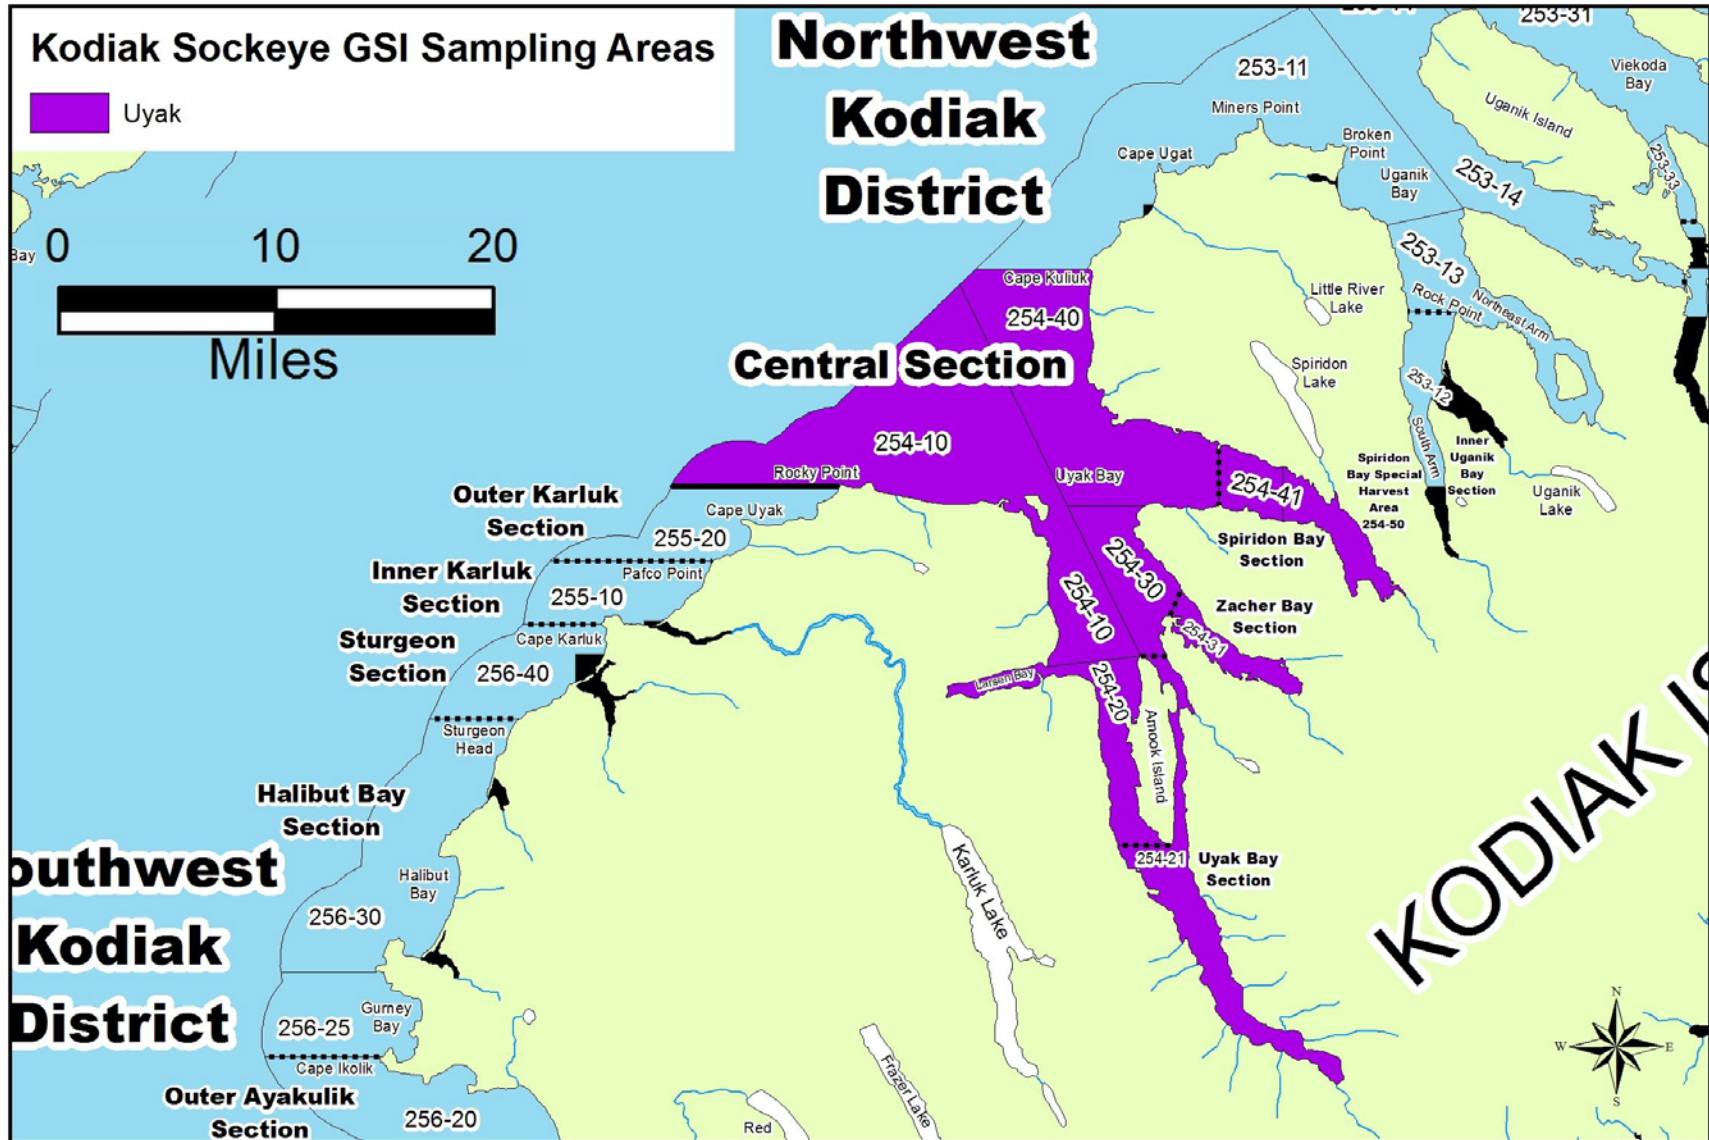 Kodiak Sockeye GSI Sampling Areas
Uyak
0 10 20
Miles
Bay
Northwest
Kodiak
District
253-31
253-11
Miners Point
Cape Ugat
Broken
Point
Uganik
Bay
Viekoda
Bay
Uganik Island
253-33
253-14
253-13
Rock Point
Northeast Arm
Cape Kuliuk
254-40
Little River
Lake
Central Section
Spiridon
Lake
253-12
South Arm
Inner
Uganik
Bay
Section
Uganik
Lake
254-10
Rocky Point
Uyak Bay
254-41
Spiridon
Bay Special
Harvest
Area
254-50
Outer Karluk
Section
Cape Uyak
255-20
Pafco Point
Spiridon Bay
Section
Inner Karluk
Section
255-10
Cape Karluk
254-30
254-10
Zacher Bay
Section
254-31
Sturgeon
Section
256-40
Larsen Bay
254-20
Amook Island
Sturgeon
Head
KODIAK IS
Halibut Bay
Section
outhwest
Kodiak
District
Halibut
Bay
256-30
Karluk Lake
254-21
Uyak Bay
Section
256-25
Gurney
Bay
Cape Ikolik
Outer Ayakulik
Section
256-20
Red
Frazer Lake
N
W
E
S